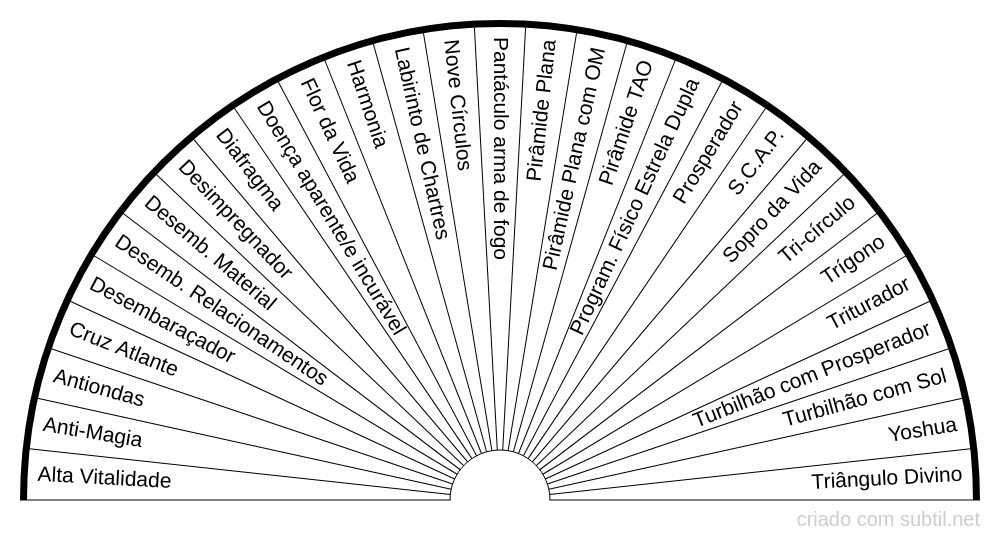 Alta Vitalidade
Anti-Magia
Antiondas
Cruz Atlante
Desembaraçador
Desemb. Relacionamentos
Desemb. Material
Desimpregnador
Diafragma
Doença aparente/e incurável
Flor da Vida
Harmonia
Labirinto de Chartres
Nove Círculos
Pantáculo arma de fogo
Pirâmide Plana
Pirâmide Plana com OM
Pirâmide TAO
Program. Físico Estrela Dupla
Prosperador
S.C.A.P.
Sopro da Vida
Tri-círculo
Trígono
Triturador
Turbilhão com Prosperador
Turbilhão com Sol
Yoshua
Triângulo Divino
criado com subtil.net